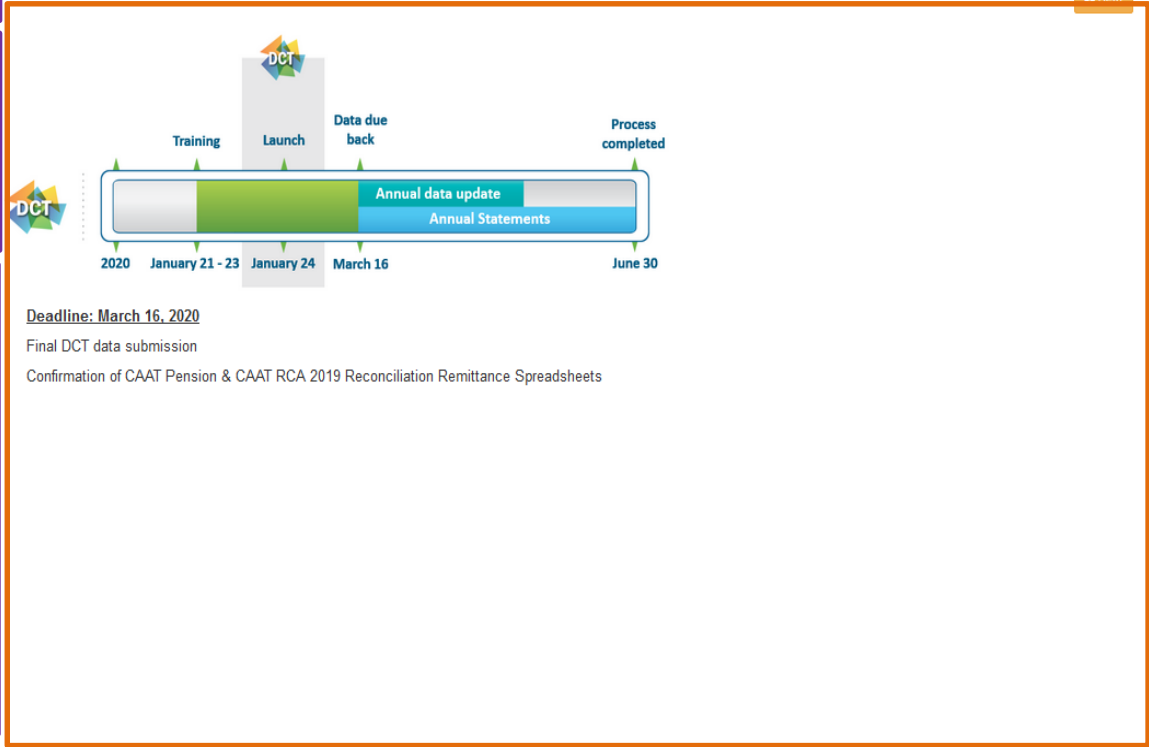 DCT
Data due
back
Process
completed
Training
Launch
DCT
Annual data update
Annual Statements
2020
January 21 - 23
January 24
March 16
June 30
Deadline: March 16, 2020
Final DCT data submission
Confirmation of CAAT Pension & CAAT RCA 2019 Reconciliation Remittance Spreadsheets